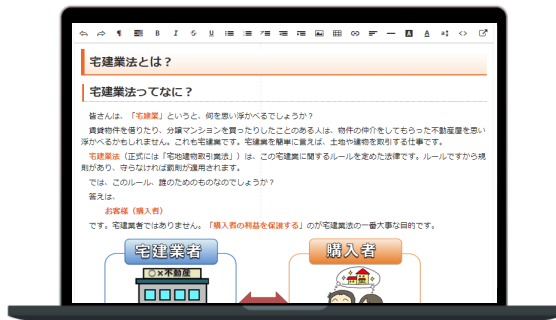 宅建業法とは？
宅建業法ってなに？
皆さんは、「宅建業」というと、何を思い浮かべるでしょうか？
賃貸物件を借りたり、分譲マンションを買ったりしたことのある人は、物件の仲介をしてもらった不動産屋を思い
浮かべるかもしれません。これも宅建業です。宅建業を簡単に言えば、土地や建物を取引する仕事です。
宅建業法（正式には「宅地建物取引業法」）は、この宅建業に関するルールを定めた法律です。ルールですから規
則があり、守らなければ罰則が適用されます。
では、このルール、誰のためのものなのでしょうか？
答えは、
お客様（購入者）
です。宅建業者ではありません。「購入者の利益を保護する」のが宅建業法の一番大事な目的です。
宅建業者
購入者
○×不動産